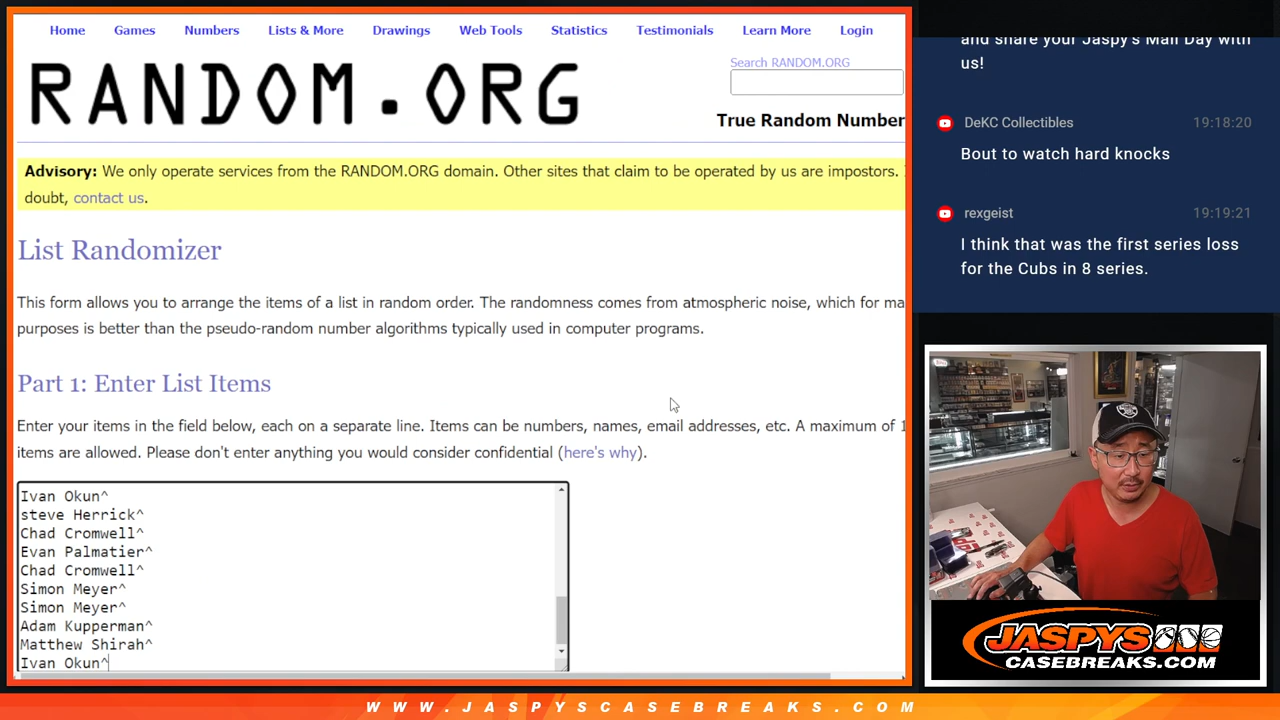 Home Games Numbers Lists & More Drawings Web Tools Statistics Testimonials Learn More Login
RANDOM.ORG
Search RANDOM.ORG
True Random Number
Advisory: We only operate services from the RANDOM.ORG domain. Other sites that claim to be operated by us are impostors.
doubt, contact us.
List Randomizer
This form allows you to arrange the items of a list in random order. The randomness comes from atmospheric noise, which for ma
purposes is better than the pseudo-random number algorithms typically used in computer programs.
Part 1: Enter List Items
Enter your items in the field below, each on a separate line. Items can be numbers, names, email addresses, etc. A maximum of 1
items are allowed. Please don't enter anything you would consider confidential (here's why).
Ivan Okun^
steve Herrick^
Chad Cromwell^
Evan Palmatier^
Chad Cromwell^
Simon Meyer^
Simon Meyer^
Adam Kupperman^
Matthew Shirah^
Ivan Okun^
and share your Jaspy's Mail Day with
us!
DeKC Collectibles 19:18:20
Bout to watch hard knocks
rexgeist 19:19:21
I think that was the first series loss
for the Cubs in 8 series.
JASPYS
CASEBREAKS.COM
WWW.JASPYSCASEBREAKS.COM